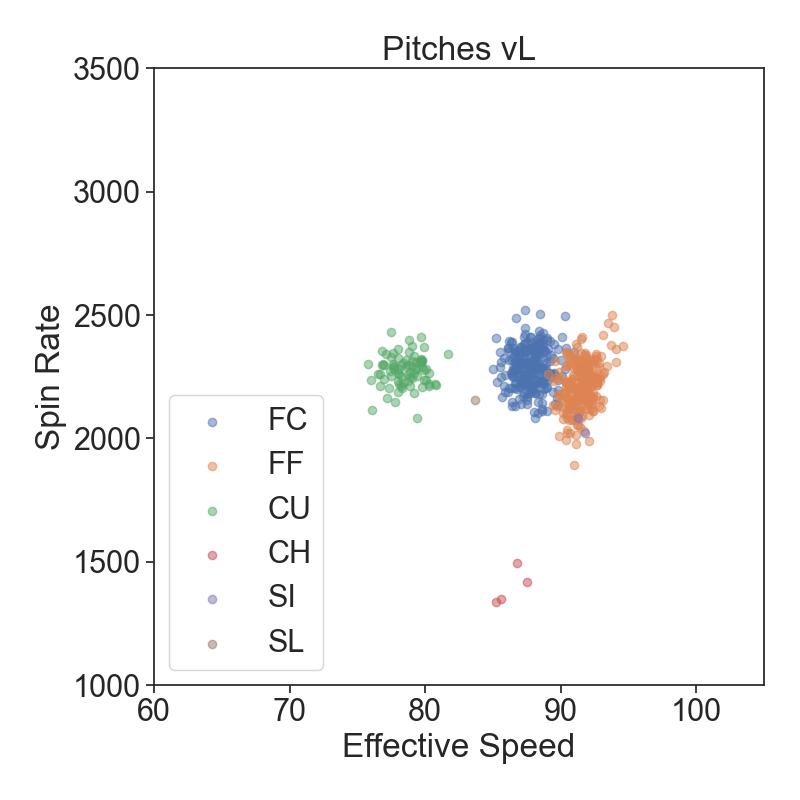 Pitches vL
3500
3000
2500
2000
1500
1000
Spin Rate
FC
FF
CU
CH
SI
SL
60 70 80 90 100
Effective Speed